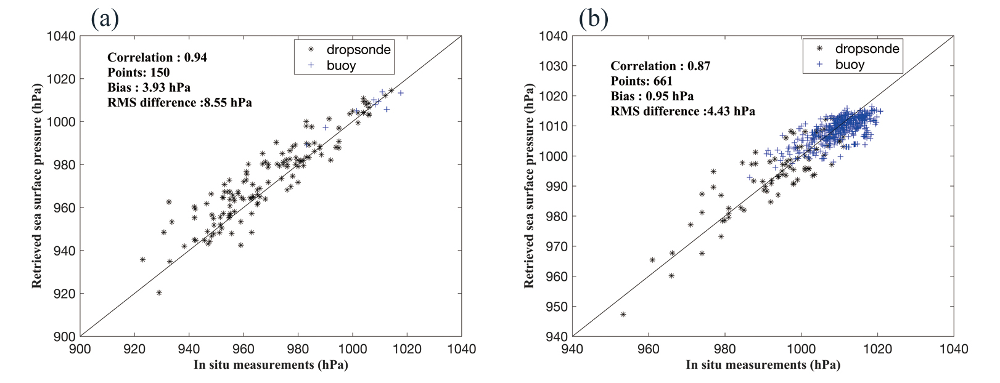 (a)
Correlation : 0.94
Points: 150
Bias : 3.93 hPa
RMS difference :8.55 hPa
dropsonde
buoy
1040
1020
1000
980
960
940
920
900
Retrieved sea surface pressure (hPa)
900 920 940 960 980 1000 1020 1040
In situ measurements (hPa)
(b)
Correlation : 0.87
Points: 661
Bias : 0.95 hPa
RMS difference :4.43 hPa
dropsonde
buoy
1040
1030
1020
1010
1000
990
980
970
960
950
940
Retrieved sea surface pressure (hPa)
940 960 980 1000 1020 1040
In situ measurements (hPa)